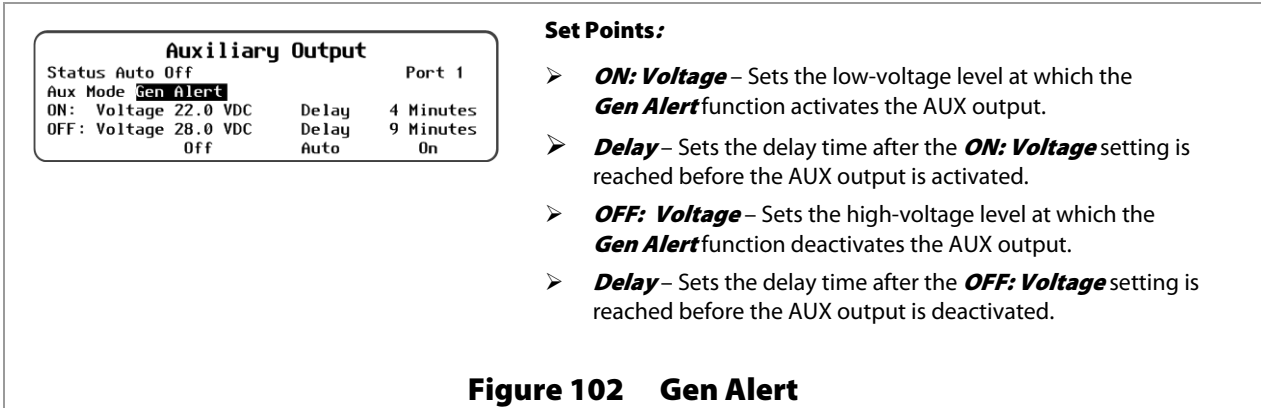 Auxiliary Output
Status Auto Off Port 1
Aux Mode Gen Alert
ON: Voltage 22.0 VDC Delay 4 Minutes
OFF: Voltage 28.0 VDC Delay 9 Minutes
Off Auto On
Set Points:
➢ ON: Voltage – Sets the low-voltage level at which the
Gen Alert function activates the AUX output.
➢ Delay – Sets the delay time after the ON: Voltage setting is
reached before the AUX output is activated.
➢ OFF: Voltage – Sets the high-voltage level at which the
Gen Alert function deactivates the AUX output.
➢ Delay – Sets the delay time after the OFF: Voltage setting is
reached before the AUX output is deactivated.
Figure 102 Gen Alert